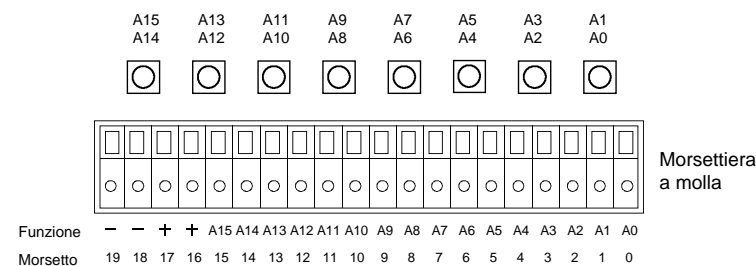 A15 A13 A11 A9 A7 A5 A3 A1
A14 A12 A10 A8 A6 A4 A2 A0
Morsettiera
a molla
Funzione − − + + A15 A14 A13 A12 A11 A10 A9 A8 A7 A6 A5 A4 A3 A2 A1 A0
Morsetto 19 18 17 16 15 14 13 12 11 10 9 8 7 6 5 4 3 2 1 0